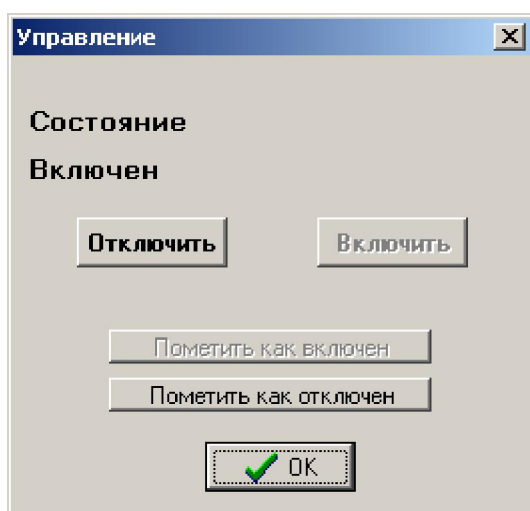 Управление
Состояние
Включен
Отключить Включить
Пометить как включен
Пометить как отключен
OK